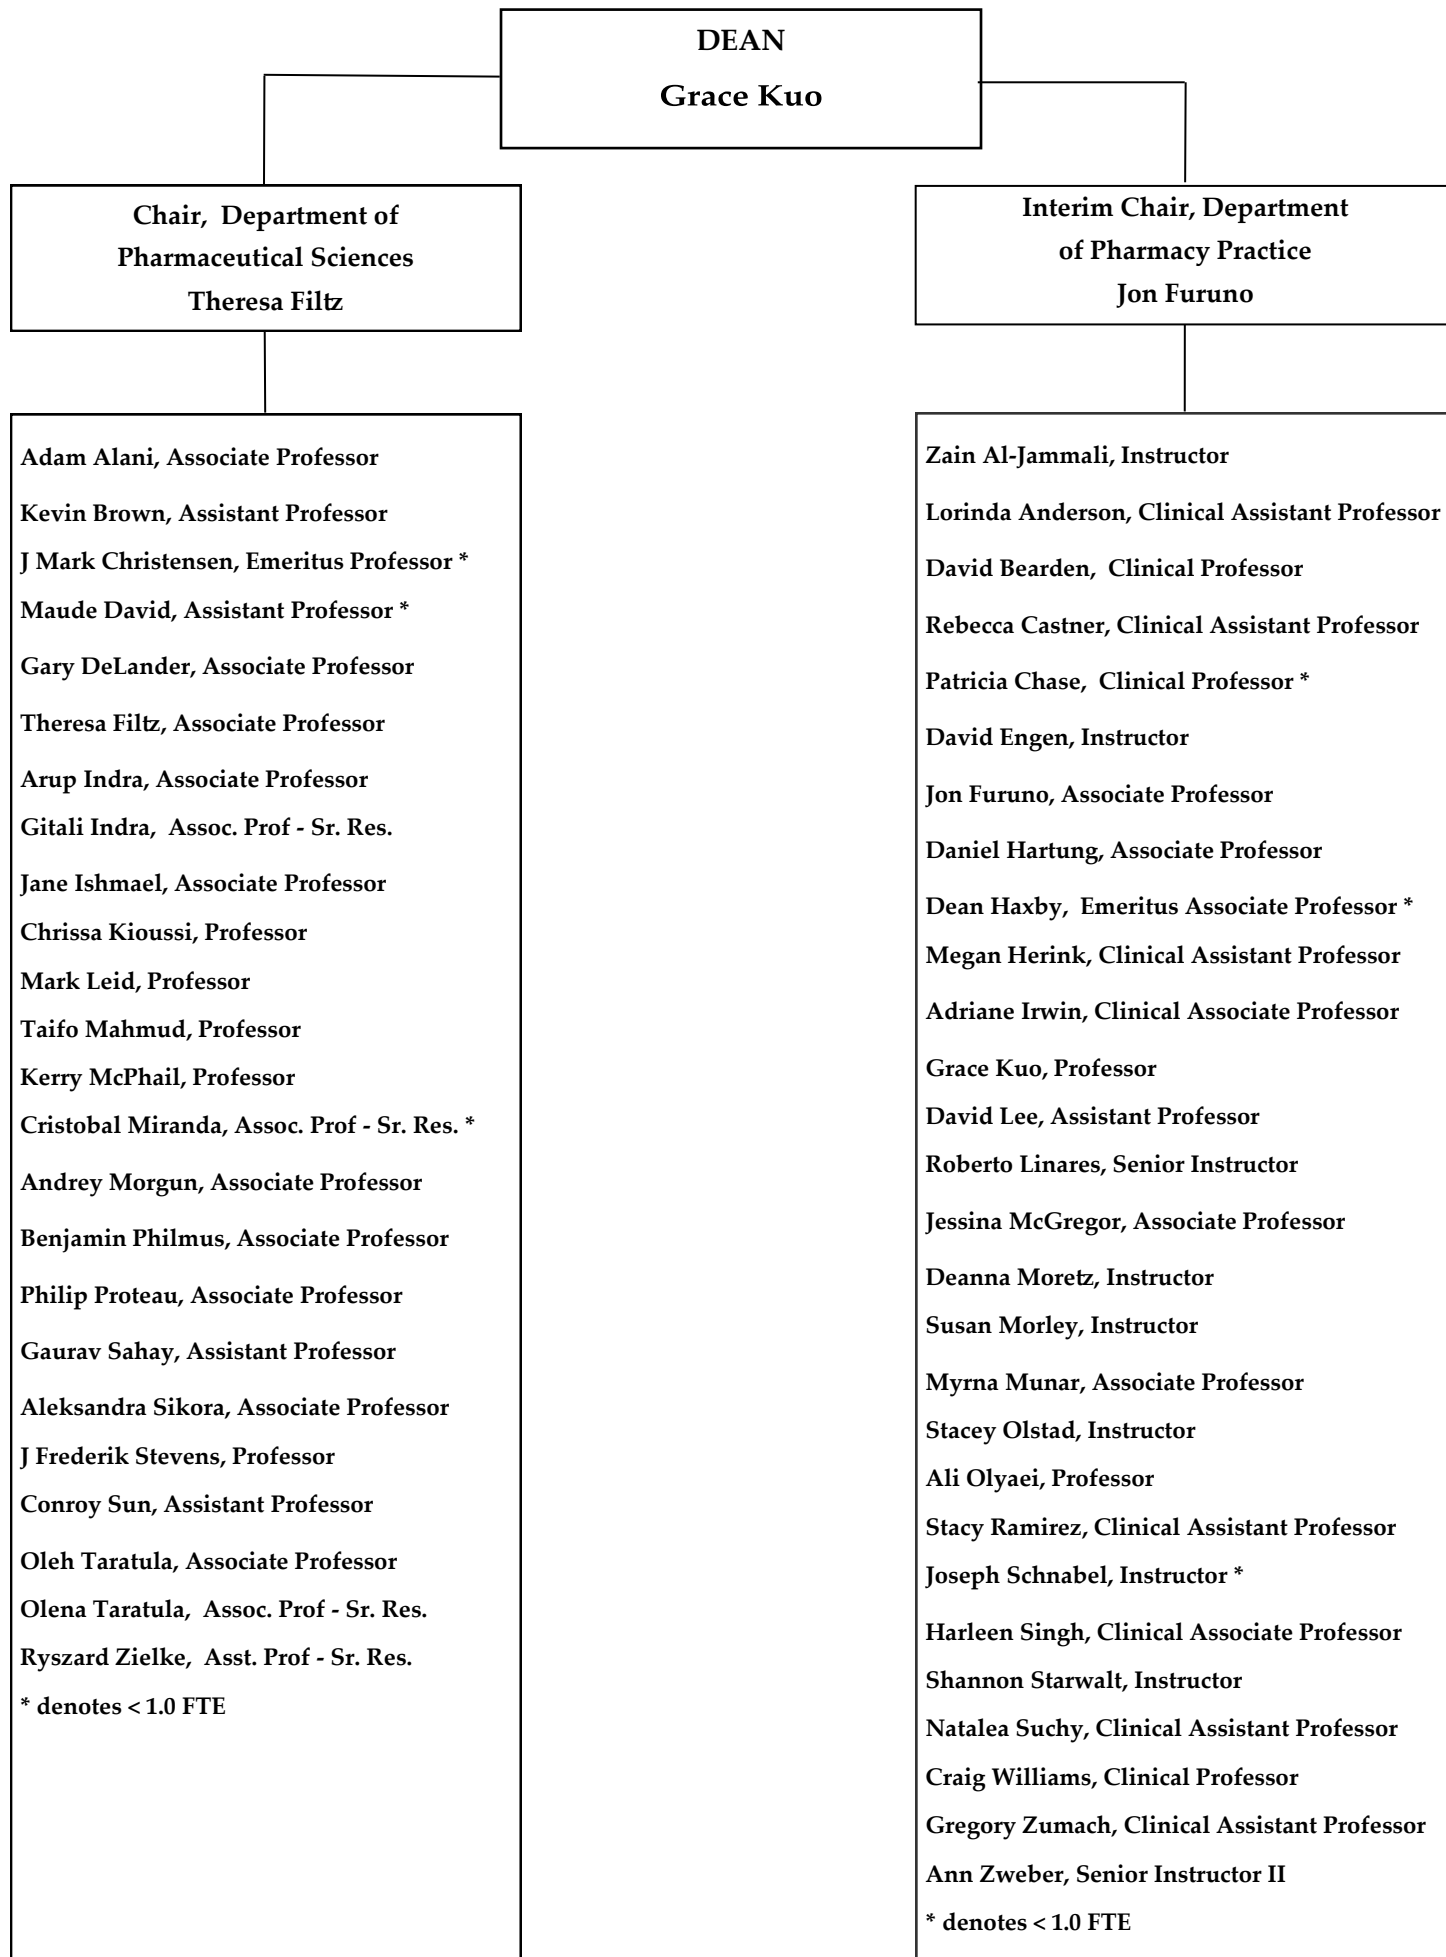 DEAN
Grace Kuo
Chair, Department of
Pharmaceutical Sciences
Theresa Filtz
Interim Chair, Department
of Pharmacy Practice
Jon Furuno
Adam Alani, Associate Professor
Kevin Brown, Assistant Professor
J Mark Christensen, Emeritus Professor *
Maude David, Assistant Professor *
Gary DeLander, Associate Professor
Theresa Filtz, Associate Professor
Arup Indra, Associate Professor
Gitali Indra, Assoc. Prof - Sr. Res.
Jane Ishmael, Associate Professor
Chrissa Kioussi, Professor
Mark Leid, Professor
Taifo Mahmud, Professor
Kerry McPhail, Professor
Cristobal Miranda, Assoc. Prof - Sr. Res. *
Andrey Morgun, Associate Professor
Benjamin Philmus, Associate Professor
Philip Proteau, Associate Professor
Gaurav Sahay, Assistant Professor
Aleksandra Sikora, Associate Professor
J Frederik Stevens, Professor
Conroy Sun, Assistant Professor
Oleh Taratula, Associate Professor
Olena Taratula, Assoc. Prof - Sr. Res.
Ryszard Zielke, Asst. Prof - Sr. Res.
* denotes < 1.0 FTE
Zain Al-Jammali, Instructor
Lorinda Anderson, Clinical Assistant Professor
David Bearden, Clinical Professor
Rebecca Castner, Clinical Assistant Professor
Patricia Chase, Clinical Professor *
David Engen, Instructor
Jon Furuno, Associate Professor
Daniel Hartung, Associate Professor
Dean Haxby, Emeritus Associate Professor *
Megan Herink, Clinical Assistant Professor
Adriane Irwin, Clinical Associate Professor
Grace Kuo, Professor
David Lee, Assistant Professor
Roberto Linares, Senior Instructor
Jessina McGregor, Associate Professor
Deanna Moretz, Instructor
Susan Morley, Instructor
Myrna Munar, Associate Professor
Stacey Olstad, Instructor
Ali Olyaei, Professor
Stacy Ramirez, Clinical Assistant Professor
Joseph Schnabel, Instructor *
Harleen Singh, Clinical Associate Professor
Shannon Starwalt, Instructor
Natalea Suchy, Clinical Assistant Professor
Craig Williams, Clinical Professor
Gregory Zumach, Clinical Assistant Professor
Ann Zweber, Senior Instructor II
* denotes < 1.0 FTE